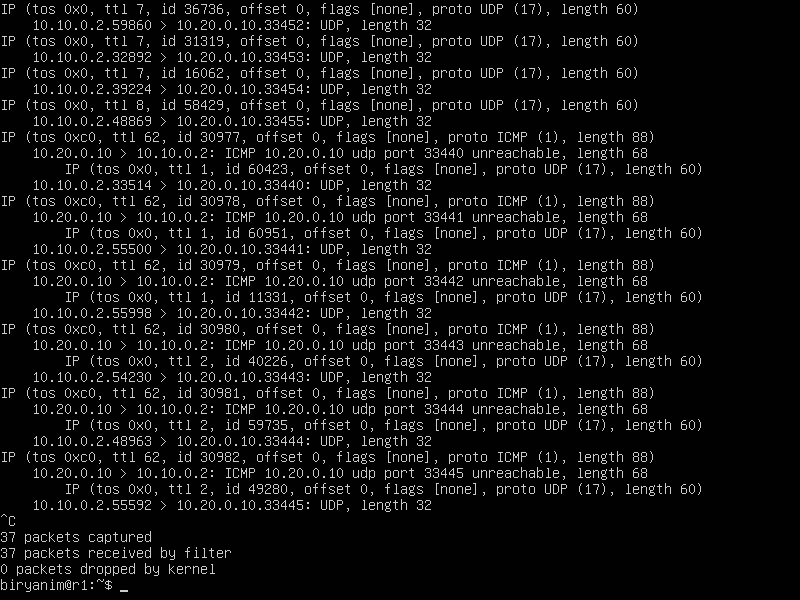 IP (tos 0x0, ttl 7, id 36736, offset 0, flags [none], proto UDP (17), length 60)
    10.10.0.2.59860 > 10.20.0.10.33452: UDP, length 32
IP (tos 0x0, ttl 7, id 31319, offset 0, flags [none], proto UDP (17), length 60)
    10.10.0.2.32892 > 10.20.0.10.33453: UDP, length 32
IP (tos 0x0, ttl 7, id 16062, offset 0, flags [none], proto UDP (17), length 60)
    10.10.0.2.39224 > 10.20.0.10.33454: UDP, length 32
IP (tos 0x0, ttl 8, id 58429, offset 0, flags [none], proto UDP (17), length 60)
    10.10.0.2.48869 > 10.20.0.10.33455: UDP, length 32
IP (tos 0xc0, ttl 62, id 30977, offset 0, flags [none], proto ICMP (1), length 88)
    10.20.0.10 > 10.10.0.2: ICMP 10.20.0.10 udp port 33440 unreachable, length 68
        IP (tos 0x0, ttl 1, id 60423, offset 0, flags [none], proto UDP (17), length 60)
    10.10.0.2.33514 > 10.20.0.10.33440: UDP, length 32
IP (tos 0xc0, ttl 62, id 30978, offset 0, flags [none], proto ICMP (1), length 88)
    10.20.0.10 > 10.10.0.2: ICMP 10.20.0.10 udp port 33441 unreachable, length 68
        IP (tos 0x0, ttl 1, id 60951, offset 0, flags [none], proto UDP (17), length 60)
    10.10.0.2.55500 > 10.20.0.10.33441: UDP, length 32
IP (tos 0xc0, ttl 62, id 30979, offset 0, flags [none], proto ICMP (1), length 88)
    10.20.0.10 > 10.10.0.2: ICMP 10.20.0.10 udp port 33442 unreachable, length 68
        IP (tos 0x0, ttl 1, id 11331, offset 0, flags [none], proto UDP (17), length 60)
    10.10.0.2.55998 > 10.20.0.10.33442: UDP, length 32
IP (tos 0xc0, ttl 62, id 30980, offset 0, flags [none], proto ICMP (1), length 88)
    10.20.0.10 > 10.10.0.2: ICMP 10.20.0.10 udp port 33443 unreachable, length 68
        IP (tos 0x0, ttl 2, id 40226, offset 0, flags [none], proto UDP (17), length 60)
    10.10.0.2.54230 > 10.20.0.10.33443: UDP, length 32
IP (tos 0xc0, ttl 62, id 30981, offset 0, flags [none], proto ICMP (1), length 88)
    10.20.0.10 > 10.10.0.2: ICMP 10.20.0.10 udp port 33444 unreachable, length 68
        IP (tos 0x0, ttl 2, id 59735, offset 0, flags [none], proto UDP (17), length 60)
    10.10.0.2.48963 > 10.20.0.10.33444: UDP, length 32
IP (tos 0xc0, ttl 62, id 30982, offset 0, flags [none], proto ICMP (1), length 88)
    10.20.0.10 > 10.10.0.2: ICMP 10.20.0.10 udp port 33445 unreachable, length 68
        IP (tos 0x0, ttl 2, id 49280, offset 0, flags [none], proto UDP (17), length 60)
    10.10.0.2.55592 > 10.20.0.10.33445: UDP, length 32
^C
37 packets captured
37 packets received by filter
0 packets dropped by kernel
biryanim@r1:~$ _